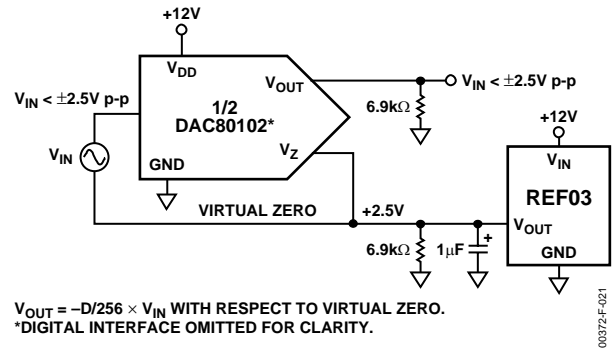 +12V
V_DD
V_OUT
V_IN < ±2.5V p-p
V_IN < ±2.5V p-p
1/2
DAC80102*
6.9kΩ
+12V
V_IN
V_IN
V_Z
GND
REF03
VIRTUAL ZERO
+2.5V
V_OUT
6.9kΩ
1µF
+
GND
V_OUT = –D/256 × V_IN WITH RESPECT TO VIRTUAL ZERO.
*DIGITAL INTERFACE OMITTED FOR CLARITY.
00372-F-021